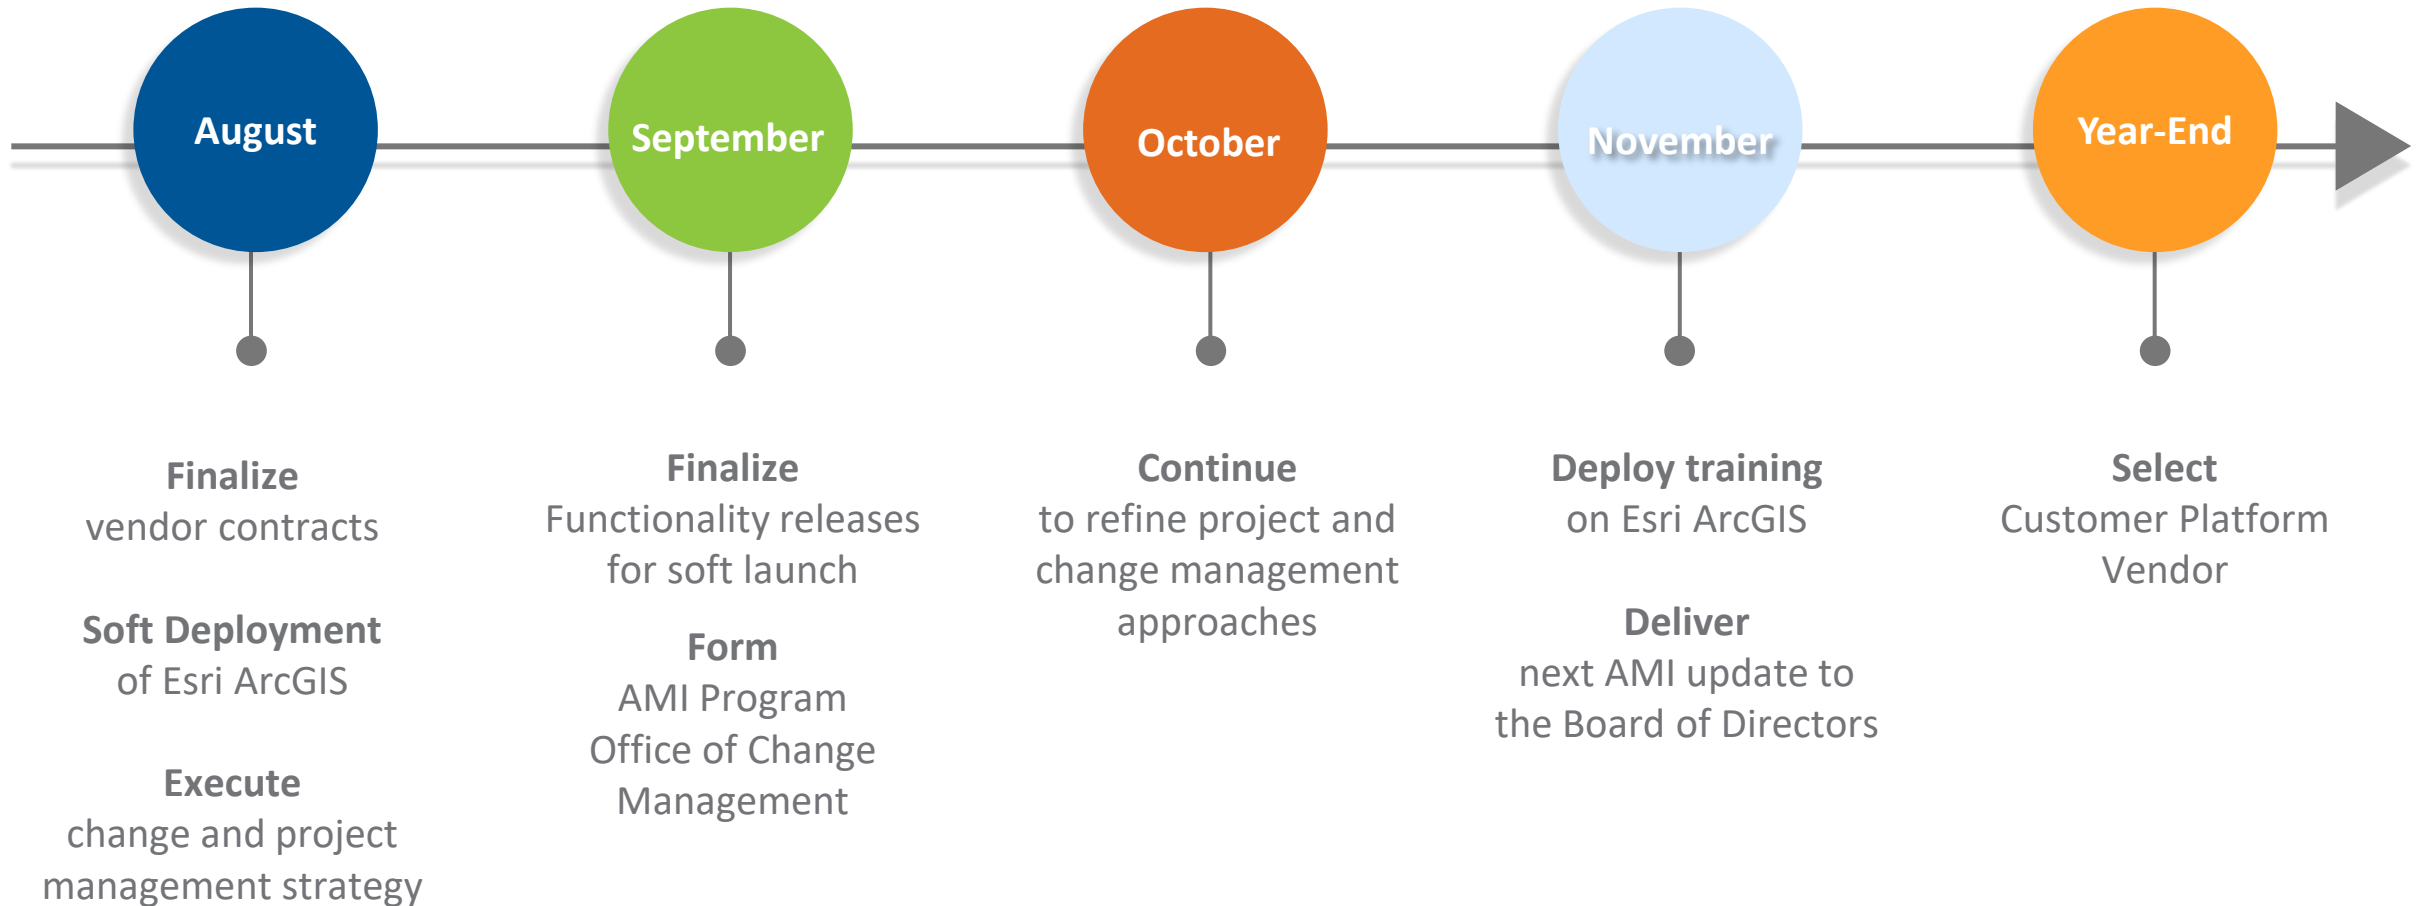 August
Finalize
vendor contracts
Soft Deployment
of Esri ArcGIS
Execute
change and project
management strategy
September
Finalize
Functionality releases
for soft launch
Form
AMI Program
Office of Change
Management
October
Continue
to refine project and
change management
approaches
November
Deploy training
on Esri ArcGIS
Deliver
next AMI update to
the Board of Directors
Year-End
Select
Customer Platform
Vendor